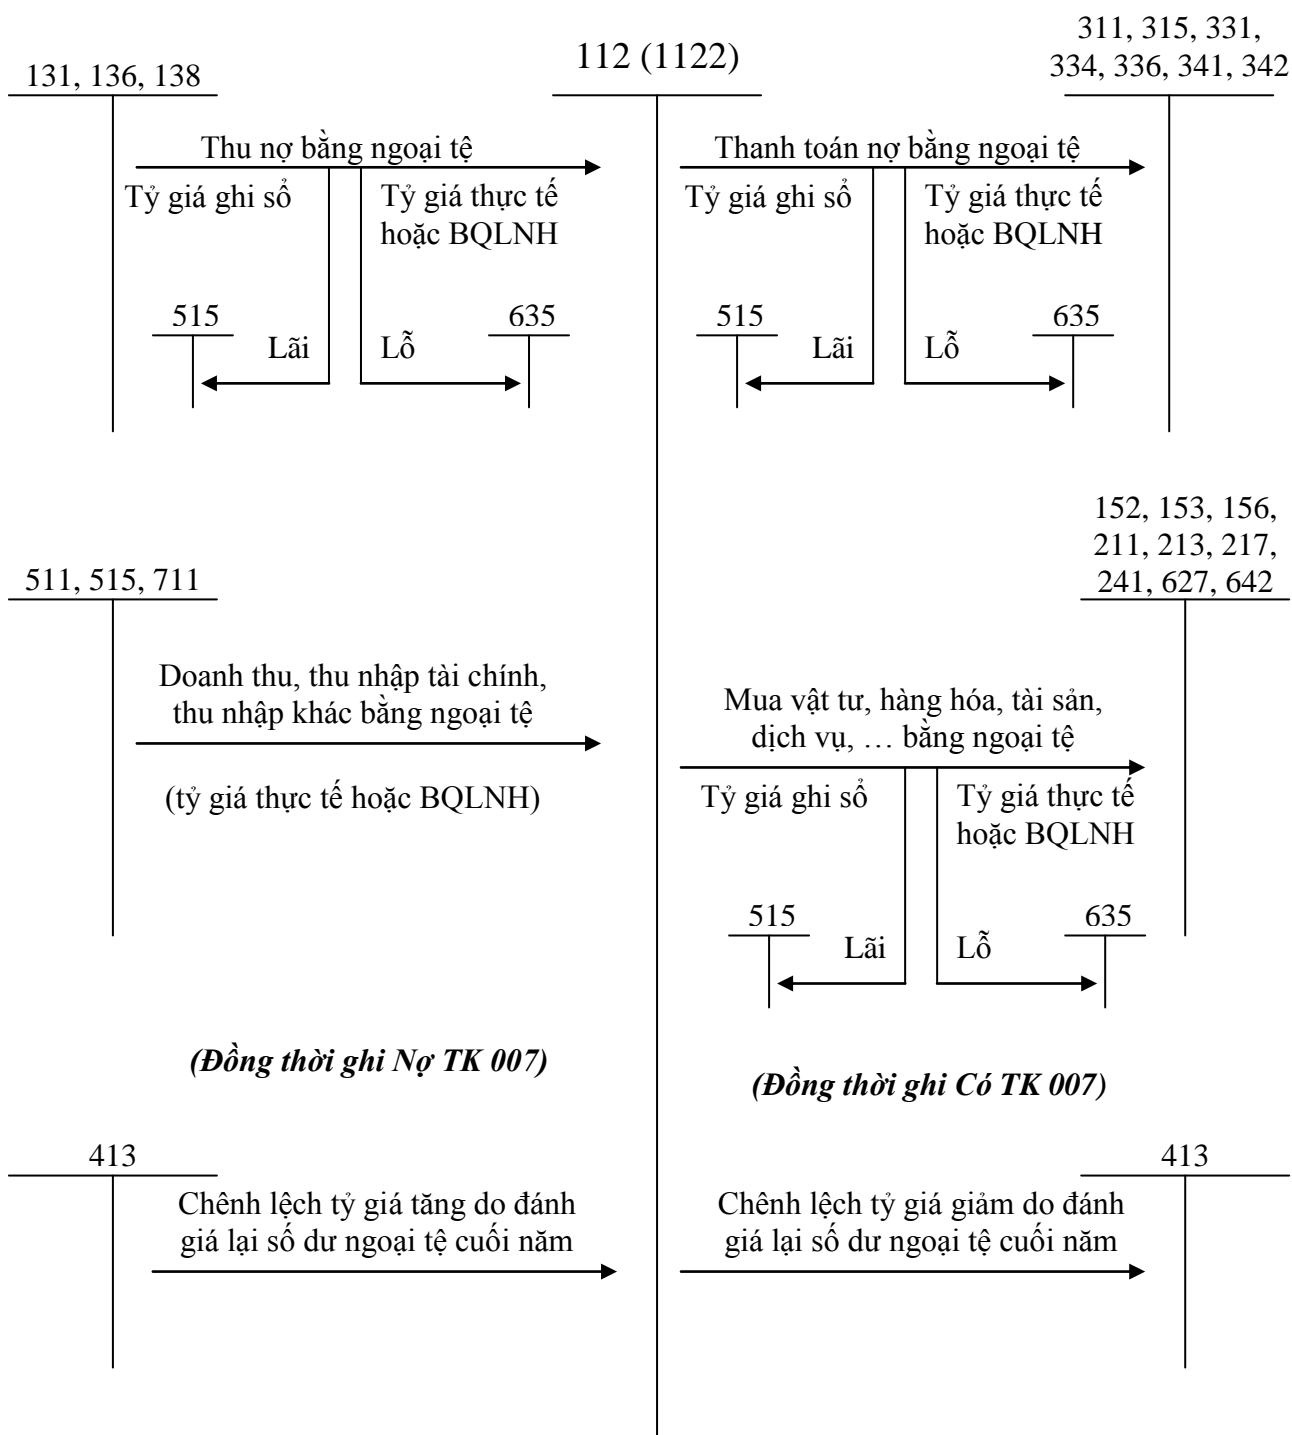 131, 136, 138
112 (1122)
311, 315, 331,
334, 336, 341, 342
Thu nợ bằng ngoại tệ
Tỷ giá ghi sổ
Tỷ giá thực tế
hoặc BQLNH
515
Lãi
Lỗ
635
Thanh toán nợ bằng ngoại tệ
Tỷ giá ghi sổ
Tỷ giá thực tế
hoặc BQLNH
515
Lãi
Lỗ
635
511, 515, 711
Doanh thu, thu nhập tài chính,
thu nhập khác bằng ngoại tệ
(tỷ giá thực tế hoặc BQLNH)
152, 153, 156,
211, 213, 217,
241, 627, 642
Mua vật tư, hàng hóa, tài sản,
dịch vụ, … bằng ngoại tệ
Tỷ giá ghi sổ
Tỷ giá thực tế
hoặc BQLNH
515
Lãi
Lỗ
635
(Đồng thời ghi Nợ TK 007)
(Đồng thời ghi Có TK 007)
413
Chênh lệch tỷ giá tăng do đánh
giá lại số dư ngoại tệ cuối năm
413
Chênh lệch tỷ giá giảm do đánh
giá lại số dư ngoại tệ cuối năm